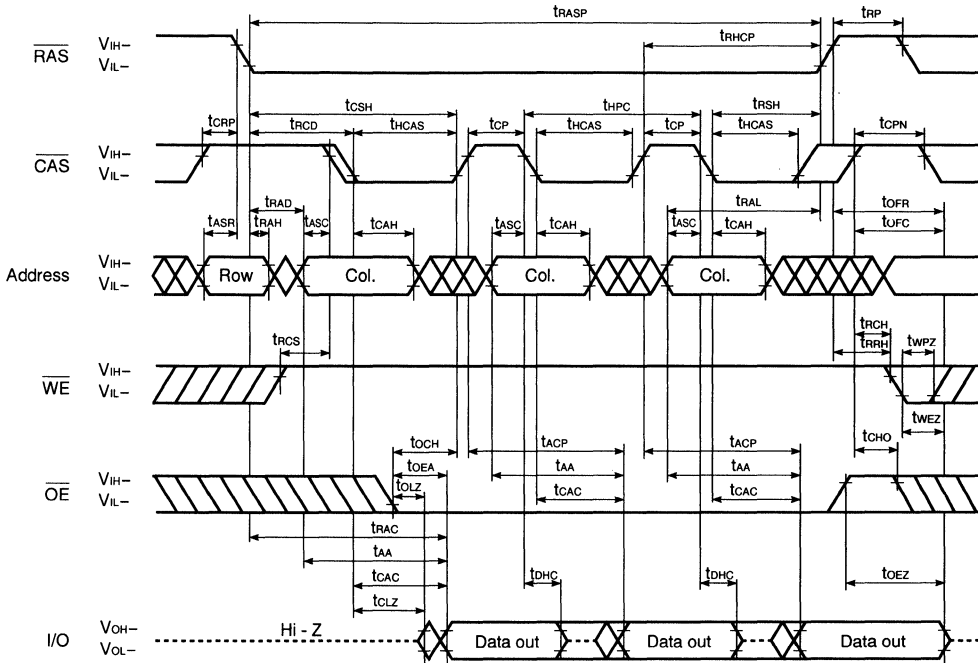 tRASP tRP
tRHCP
RAS VIH–
VIL–
tCSH tHPC tRSH
tCRP tRCD tHCAS tCP tHCAS tCP tHCAS tCPN
CAS VIH–
VIL–
tRAD tRAL tOFR
tASR tRAH tASC tCAH tASC tCAH tASC tCAH tOFC
Address VIH–
VIL–
Row Col. Col. Col.
tRCS tRCH tWPZ
tRRH
WE VIH–
VIL–
tWEZ
tOCH tACP tACP tCHO
tOEA tAA tAA
OE VIH–
VIL–
tOLZ tCAC tCAC
tRAC
tAA
tCAC tDHC tDHC tOEZ
tCLZ
I/O VOH–
VOL–
Hi - Z Data out Data out Data out